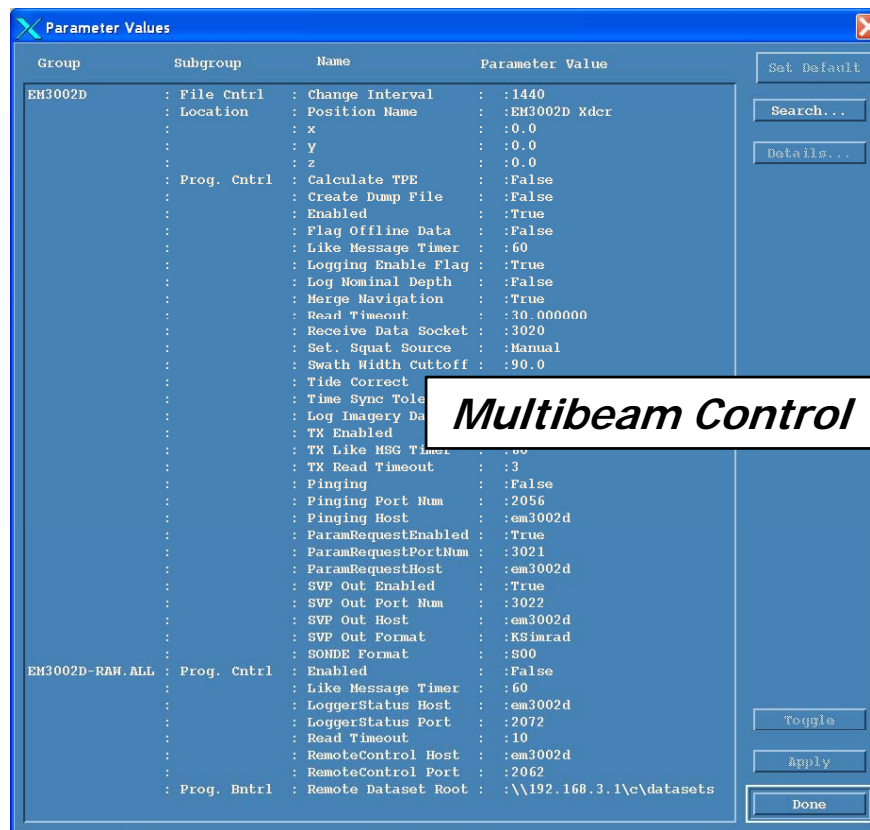 Parameter Values
Group Subgroup Name Parameter Value
EM3002D : File Cntrl : Change Interval : :1440
: Location : Position Name : :EM3002D Xdcr
: : x : :0.0
: : y : :0.0
: : z : :0.0
: Prog. Cntrl : Calculate TPE : :False
: : Create Dump File : :False
: : Enabled : :True
: : Flag Offline Data : :False
: : Like Message Timer : :60
: : Logging Enable Flag : :True
: : Log Nominal Depth : :False
: : Merge Navigation : :True
: : Read Timeout : :30.000000
: : Receive Data Socket : :3020
: : Set. Squat Source : :Manual
: : Swath Width Cuttoff : :90.0
: : Tide Correct
: : Time Sync Tole
: : Log Imagery Da
: : TX Enabled
: : TX Like MSG Timer : :60
: : TX Read Timeout : :3
: : Pinging : :False
: : Pinging Port Num : :2056
: : Pinging Host : :em3002d
: : ParamRequestEnabled : :True
: : ParamRequestPortNum : :3021
: : ParamRequestHost : :em3002d
: : SVP Out Enabled : :True
: : SVP Out Port Num : :3022
: : SVP Out Host : :em3002d
: : SVP Out Format : :KSimrad
: : SONDE Format : :S00
EM3002D-RAW.ALL : Prog. Cntrl : Enabled : :False
: : Like Message Timer : :60
: : LoggerStatus Host : :em3002d
: : LoggerStatus Port : :2072
: : Read Timeout : :10
: : RemoteControl Host : :em3002d
: : RemoteControl Port : :2062
: Prog. Bntrl : Remote Dataset Root : :\\192.168.3.1\c\datasets
Multibeam Control
Set Default
Search...
Details...
Toggle
Apply
Done